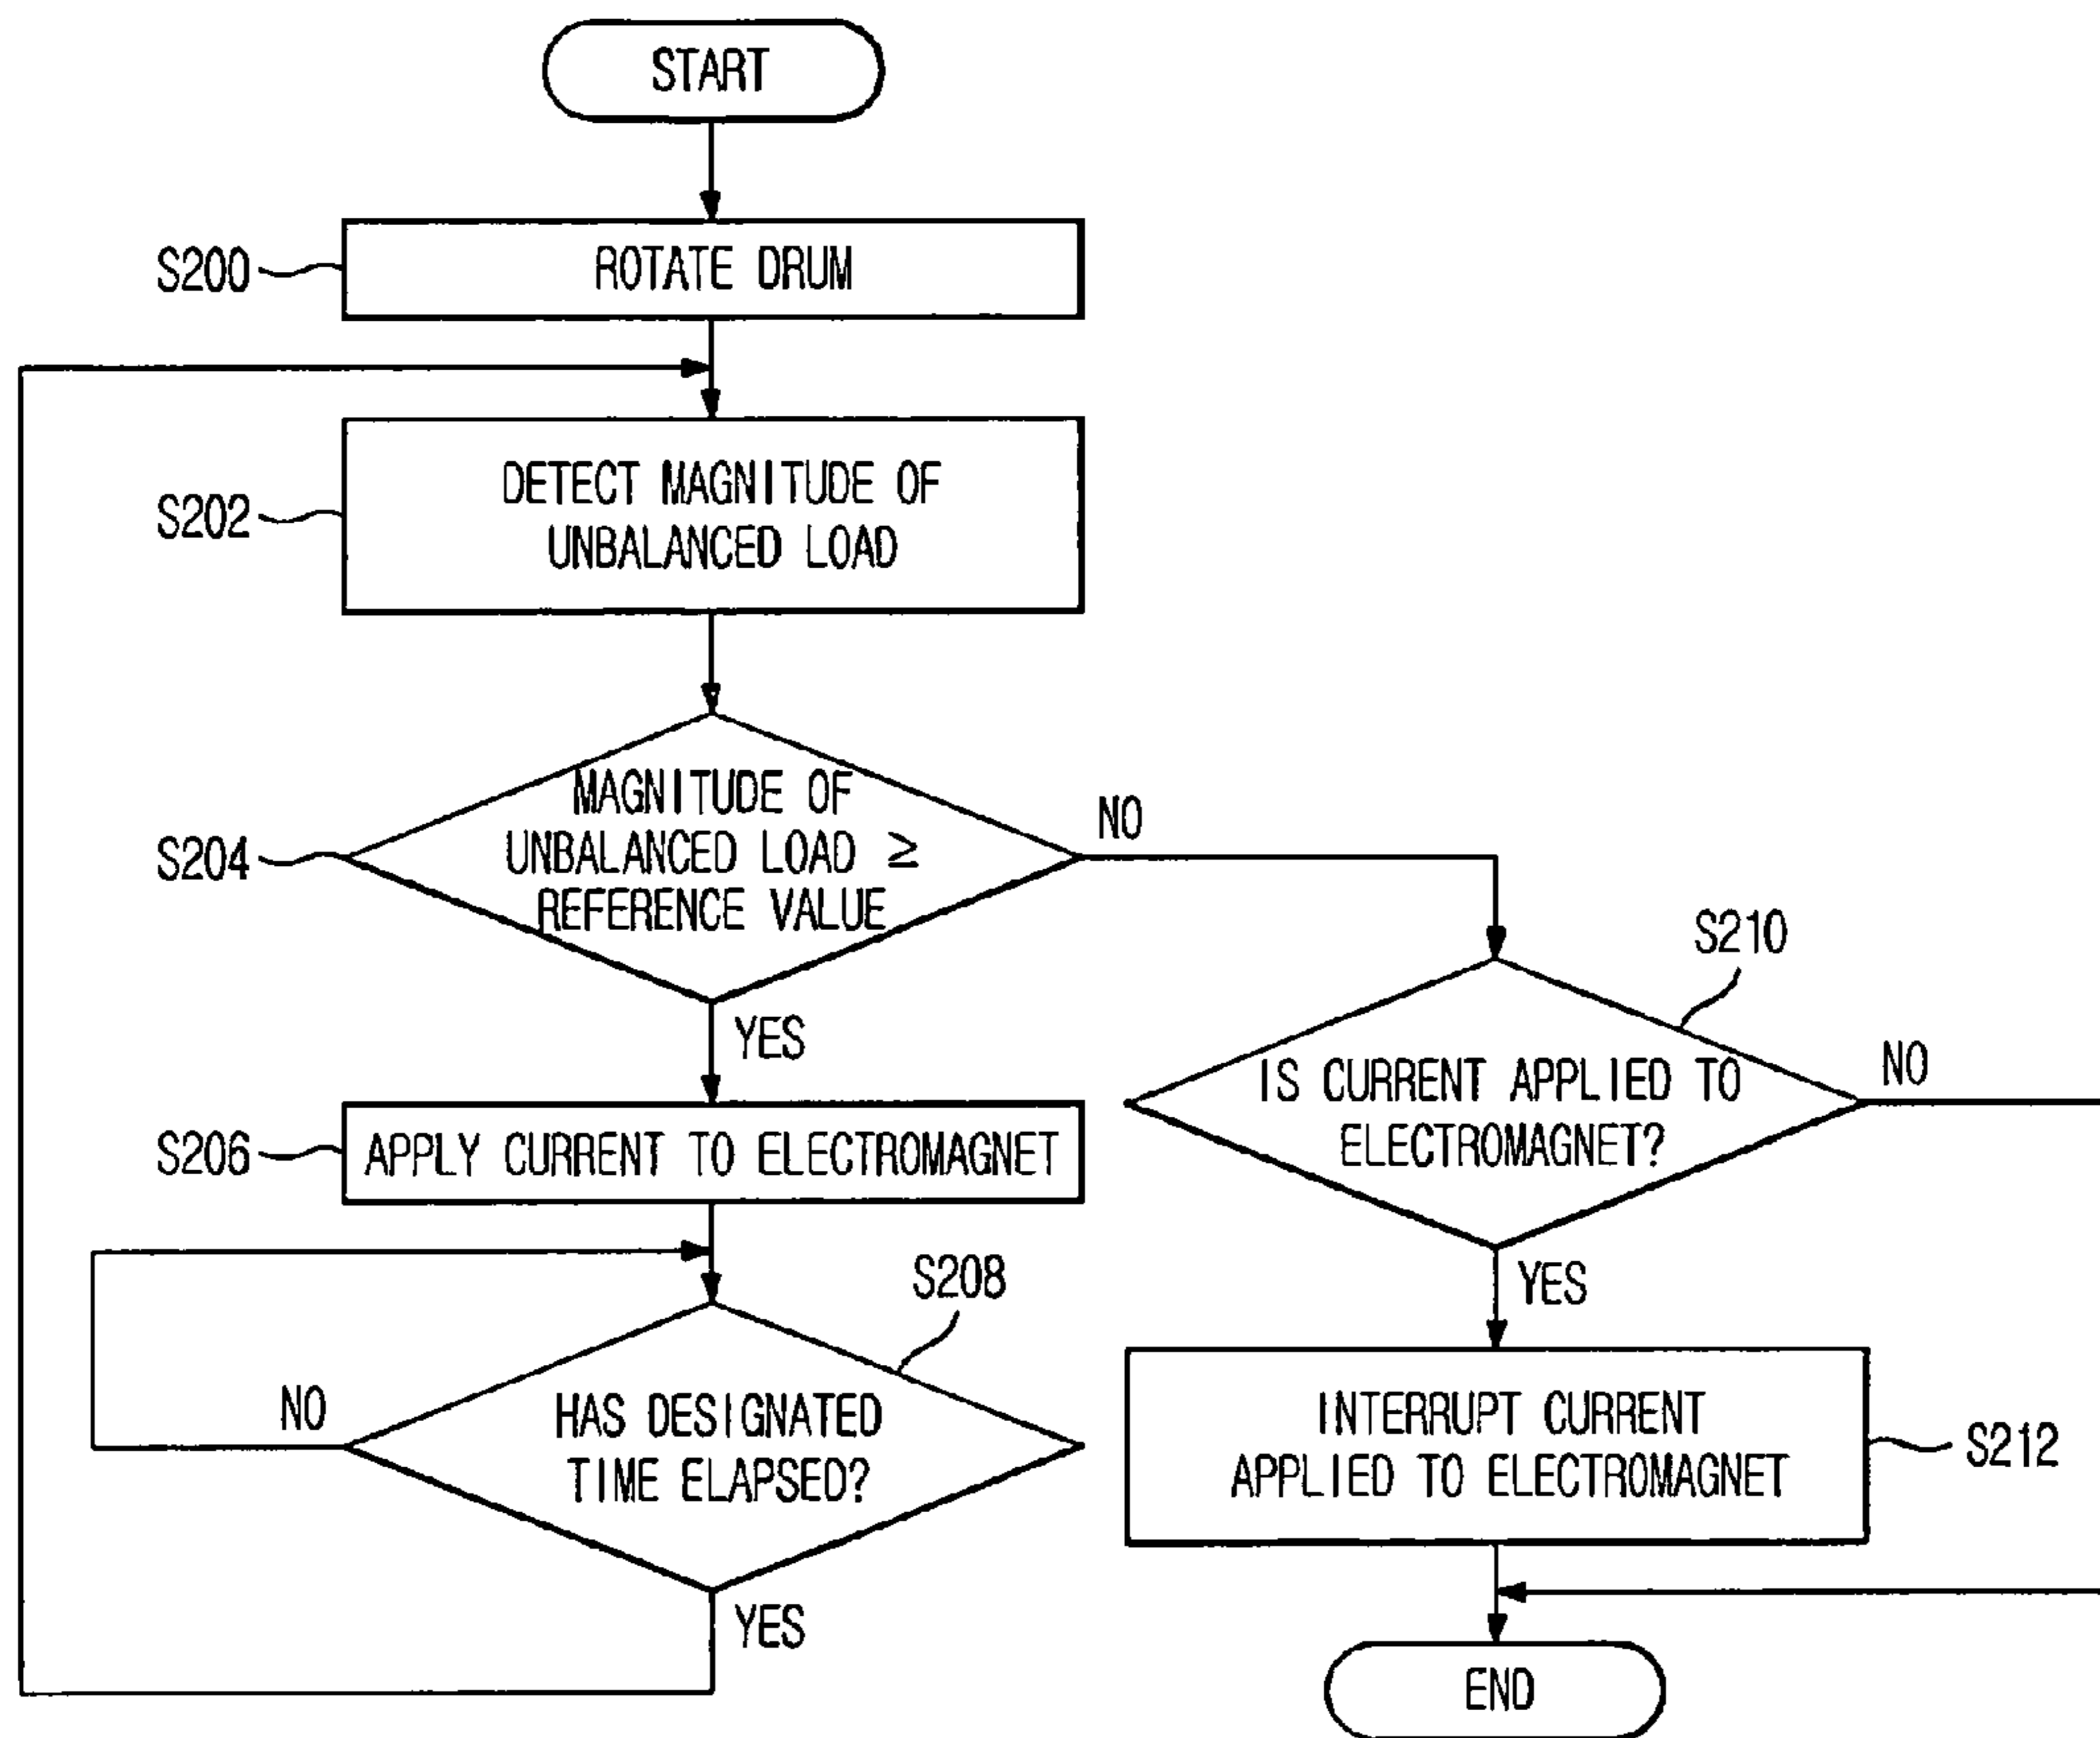 START
S200
ROTATE DRUM
S202
DETECT MAGNITUDE OF
UNBALANCED LOAD
S204
MAGNITUDE OF
UNBALANCED LOAD ≥
REFERENCE VALUE
NO
YES
S206
APPLY CURRENT TO ELECTROMAGNET
S208
HAS DESIGNATED
TIME ELAPSED?
NO
YES
S210
IS CURRENT APPLIED TO
ELECTROMAGNET?
NO
YES
INTERRUPT CURRENT
APPLIED TO ELECTROMAGNET
S212
END